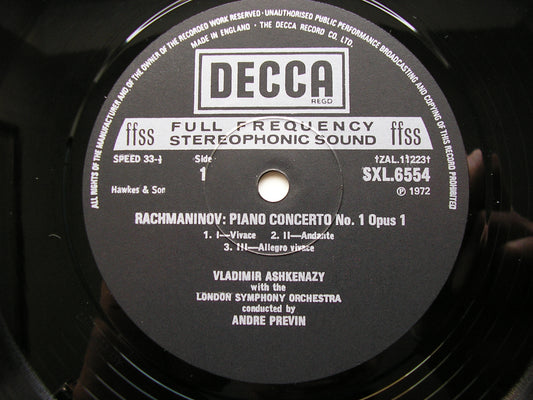 ALL RIGHTS OF THE MANUFACTURER AND OF THE OWNER OF THE RECORDED WORK RESERVED · UNAUTHORISED PUBLIC PERFORMANCE BROADCASTING AND COPYING OF THIS RECORD PROHIBITED
MADE IN ENGLAND · THE DECCA RECORD CO. LTD.
DECCA
REGD
ffss FULL FREQUENCY STEREOPHONIC SOUND ffss
SPEED 33⅓ Side †ZAL.11223†
1 SXL.6554
Hawkes & Son ℗ 1972
RACHMANINOV: PIANO CONCERTO No. 1 Opus 1
1. I—Vivace 2. II—Andante
3. III—Allegro vivace
VLADIMIR ASHKENAZY
with the
LONDON SYMPHONY ORCHESTRA
conducted by
ANDRE PREVIN